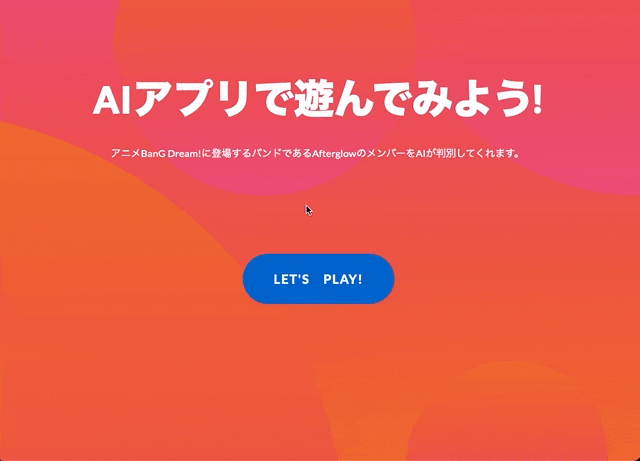 AIアプリで遊んでみよう!
アニメBanG Dream!に登場するバンドであるAfterglowのメンバーをAIが判別してくれます。
LET'S PLAY!